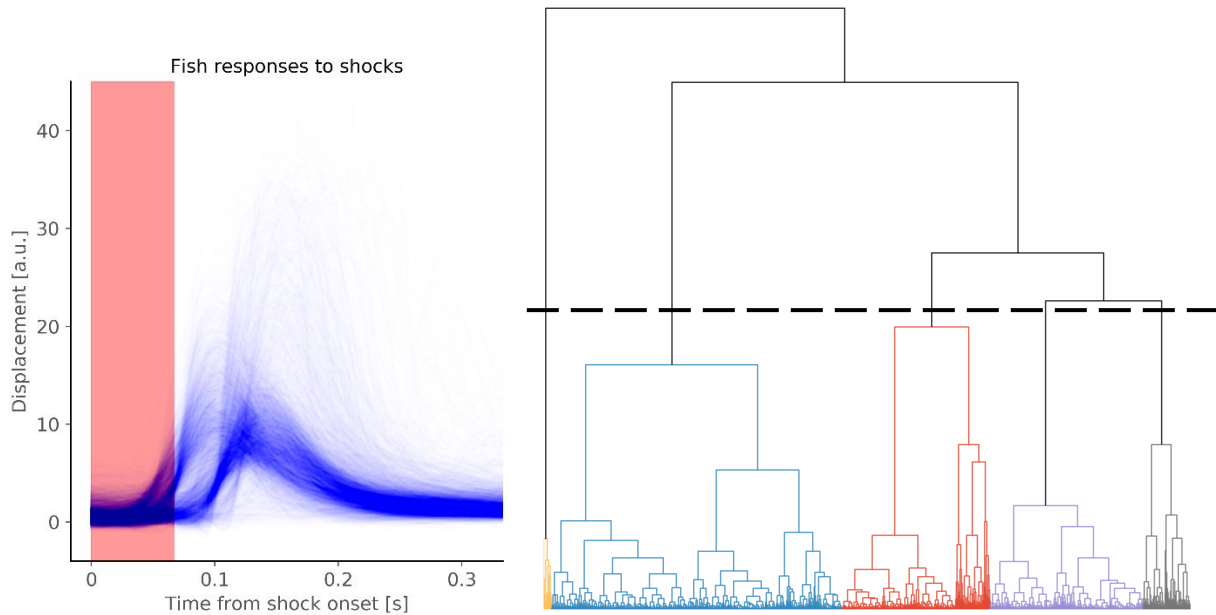 Fish responses to shocks
40
30
20
10
0
Displacement [a.u.]
0 0.1 0.2 0.3
Time from shock onset [s]